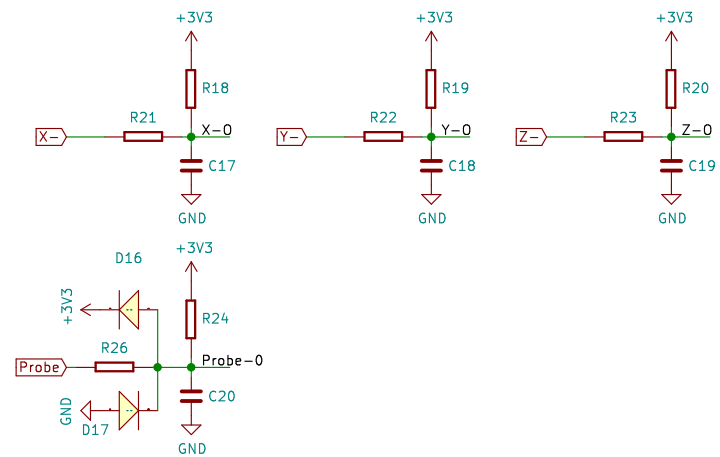 +3V3 +3V3 +3V3
R18 R19 R20
R21 R22 R23
X- X-O Y- Y-O Z- Z-O
C17 C18 C19
GND GND GND
+3V3
D16
+3V3
R24
R26
Probe Probe-O
C20
GND
D17
GND